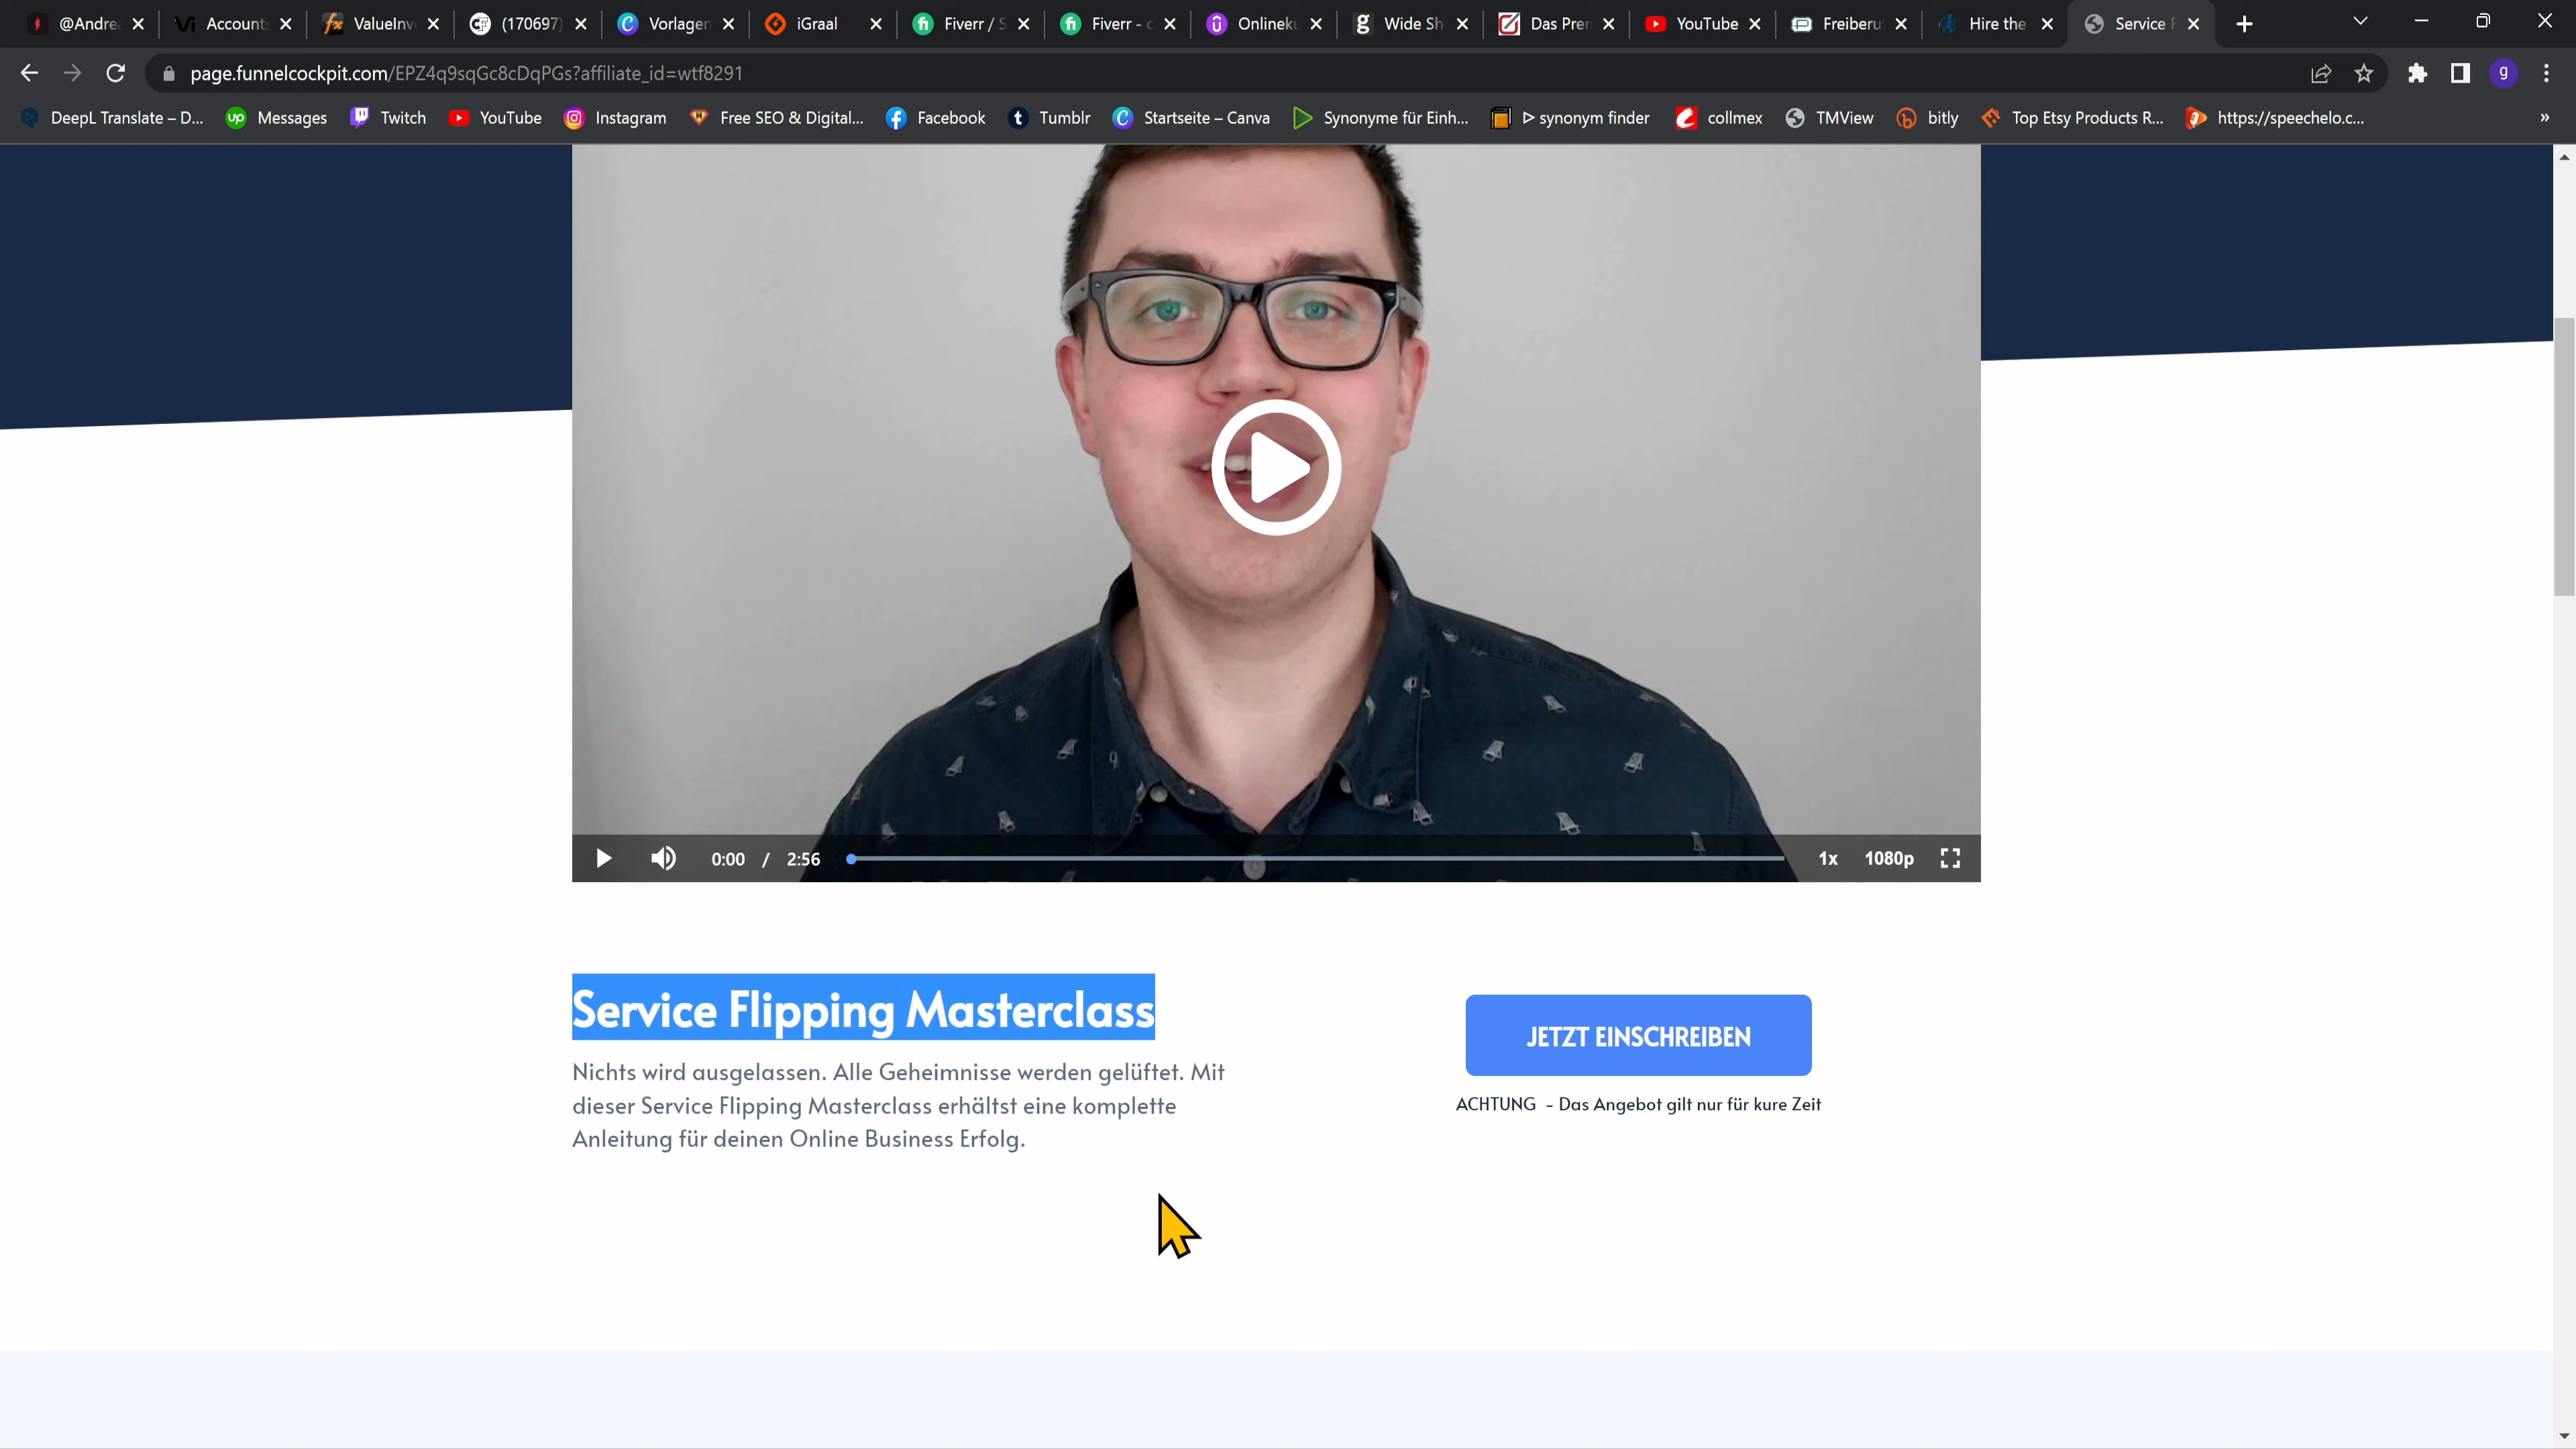 @Andre
Accounts
ValueInv
(170697)
Vorlagen
iGraal
Fiverr / S
Fiverr - c
Onlineku
Wide Sh
Das Pren
YouTube
Freiberu
Hire the
Service F
page.funnelcockpit.com/EPZ4q9sqGc8cDqPGs?affiliate_id=wtf8291
g
DeepL Translate – D...
Messages
Twitch
YouTube
Instagram
Free SEO & Digital...
Facebook
Tumblr
Startseite – Canva
Synonyme für Einh...
ᐅ synonym finder
collmex
TMView
bitly
Top Etsy Products R...
https://speechelo.c...
»
0:00 / 2:56
1x
1080p
Service Flipping Masterclass
Nichts wird ausgelassen. Alle Geheimnisse werden gelüftet. Mit
dieser Service Flipping Masterclass erhältst eine komplette
Anleitung für deinen Online Business Erfolg.
JETZT EINSCHREIBEN
ACHTUNG - Das Angebot gilt nur für kure Zeit